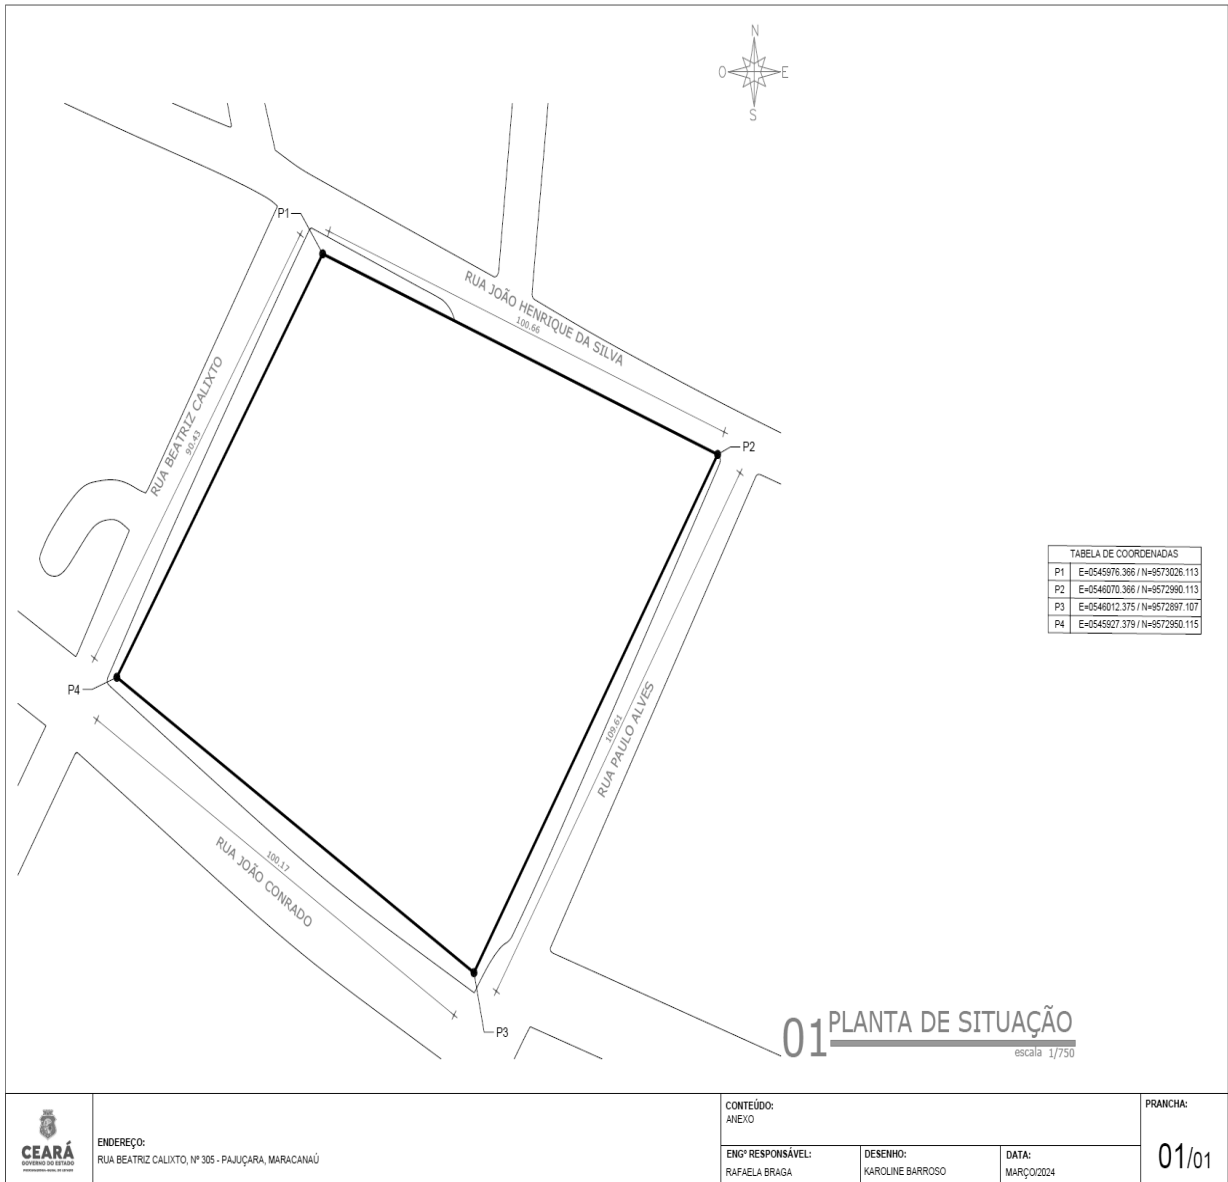 N
O
E
S
P1
RUA JOÃO HENRIQUE DA SILVA
100.66
RUA BEATRIZ CALIXTO
90.43
P2
TABELA DE COORDENADAS
P1 E=0545976.366 / N=9573026.113
P2 E=0546070.366 / N=9572990.113
P3 E=0546012.375 / N=9572897.107
P4 E=0545927.379 / N=9572950.115
P4
109.61
RUA PAULO ALVES
100.17
RUA JOÃO CONRADO
P3
01 PLANTA DE SITUAÇÃO
escala 1/750
CEARÁ
GOVERNO DO ESTADO
ENDEREÇO:
RUA BEATRIZ CALIXTO, Nº 305 - PAJUÇARA, MARACANAÚ
CONTEÚDO:
ANEXO
ENGº RESPONSÁVEL:
RAFAELA BRAGA
DESENHO:
KAROLINE BARROSO
DATA:
MARÇO/2024
PRANCHA:
01/01